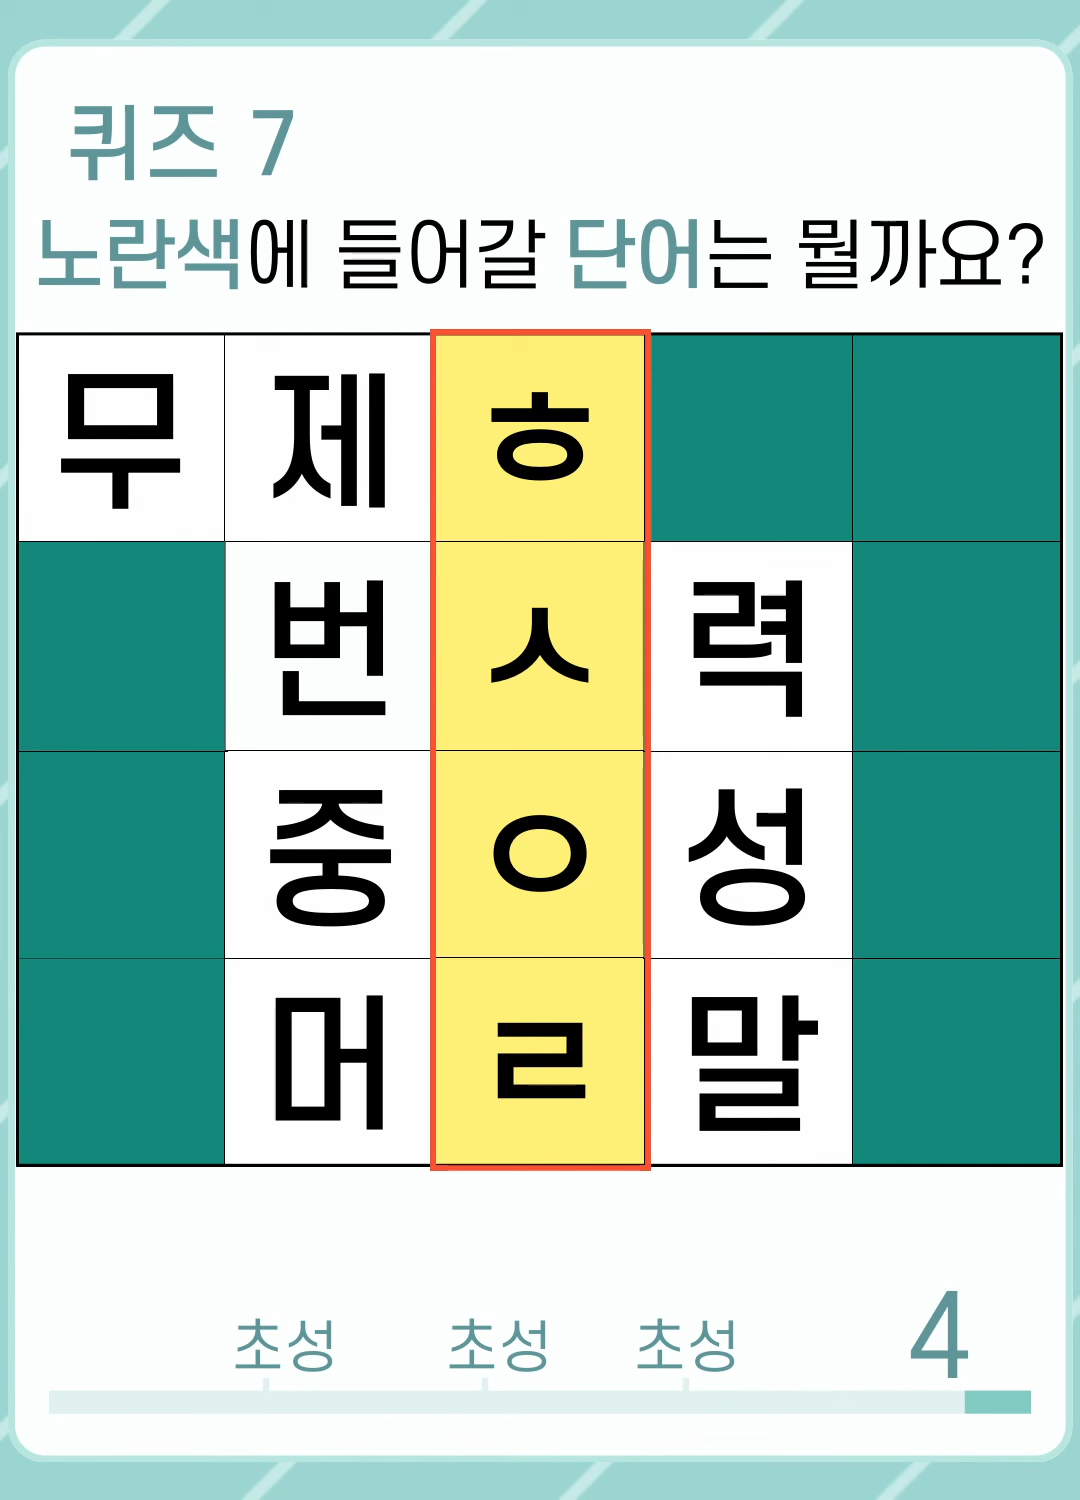 퀴즈 7
노란색에 들어갈 단어는 뭘까요?
무 제 ㅎ
번 ㅅ 력
중 ㅇ 성
머 ㄹ 말
초성 초성 초성 4